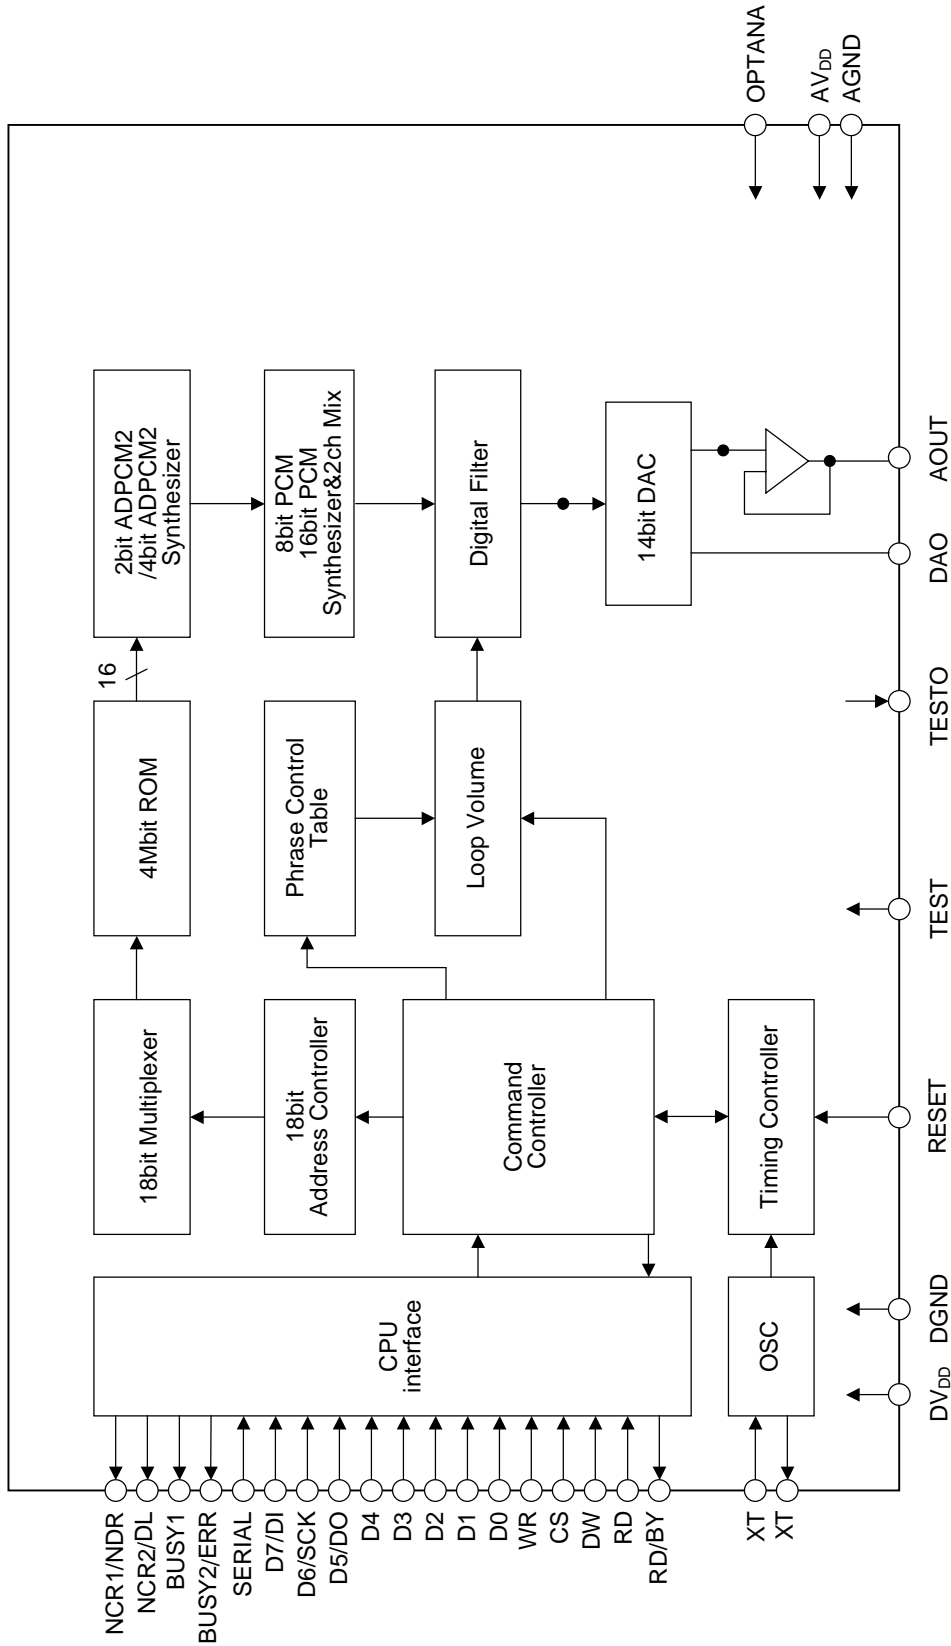 NCR1/NDR
NCR2/DL
BUSY1
BUSY2/ERR
SERIAL
D7/DI
D6/SCK
D5/DO
D4
D3
D2
D1
D0
WR
CS
DW
RD
RD/BY
XT
XT
CPU
interface
OSC
18bit Multiplexer
18bit
Address Controller
Command
Controller
Timing Controller
4Mbit ROM
Phrase Control
Table
Loop Volume
16
2bit ADPCM2
/4bit ADPCM2
Synthesizer
8bit PCM
16bit PCM
Synthesizer&2ch Mix
Digital Filter
14bit DAC
DVDD
DGND
RESET
TEST
TESTO
DAO
AOUT
OPTANA
AVDD
AGND